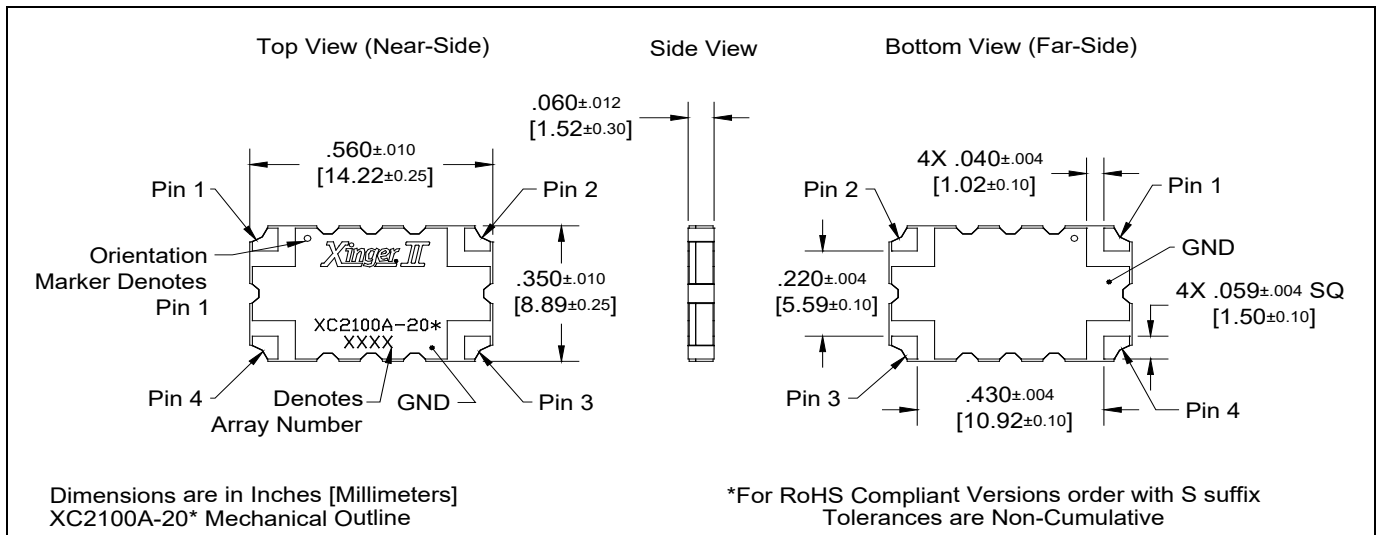 Top View (Near-Side)
Side View
Bottom View (Far-Side)
.060±.012
[1.52±0.30]
.560±.010
[14.22±0.25]
4X .040±.004
[1.02±0.10]
Pin 1
Pin 2
Pin 2
Pin 1
Orientation
Marker Denotes
Pin 1
Xinger II
GND
.350±.010
[8.89±0.25]
.220±.004
[5.59±0.10]
4X .059±.004 SQ
[1.50±0.10]
XC2100A-20*
XXXX
Pin 4
Denotes
Array Number
GND
Pin 3
Pin 3
.430±.004
[10.92±0.10]
Pin 4
Dimensions are in Inches [Millimeters]
XC2100A-20* Mechanical Outline
*For RoHS Compliant Versions order with S suffix
Tolerances are Non-Cumulative